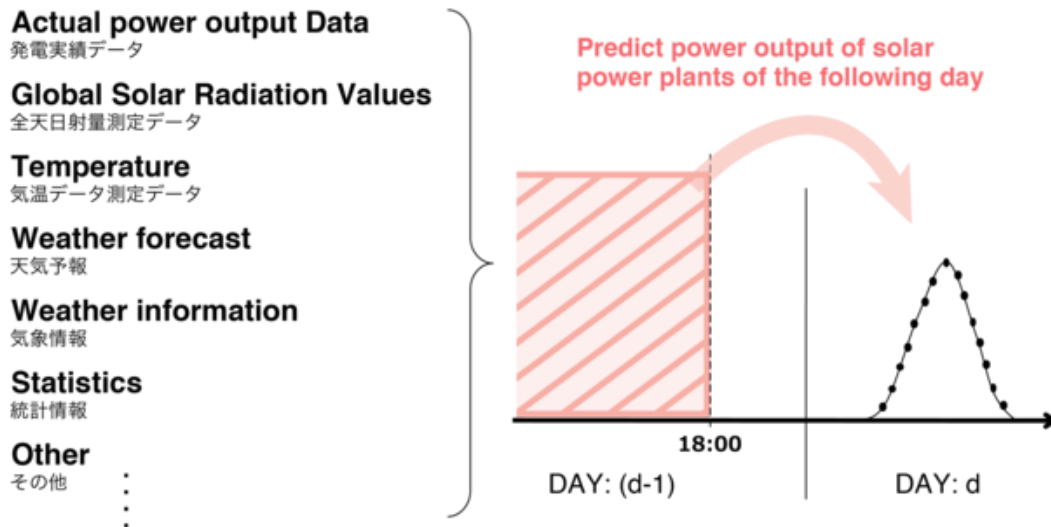 Actual power output Data
発電実績データ
Global Solar Radiation Values
全天日射量測定データ
Temperature
気温データ測定データ
Weather forecast
天気予報
Weather information
気象情報
Statistics
統計情報
Other
その他
Predict power output of solar
power plants of the following day
18:00
DAY: (d-1)
DAY: d